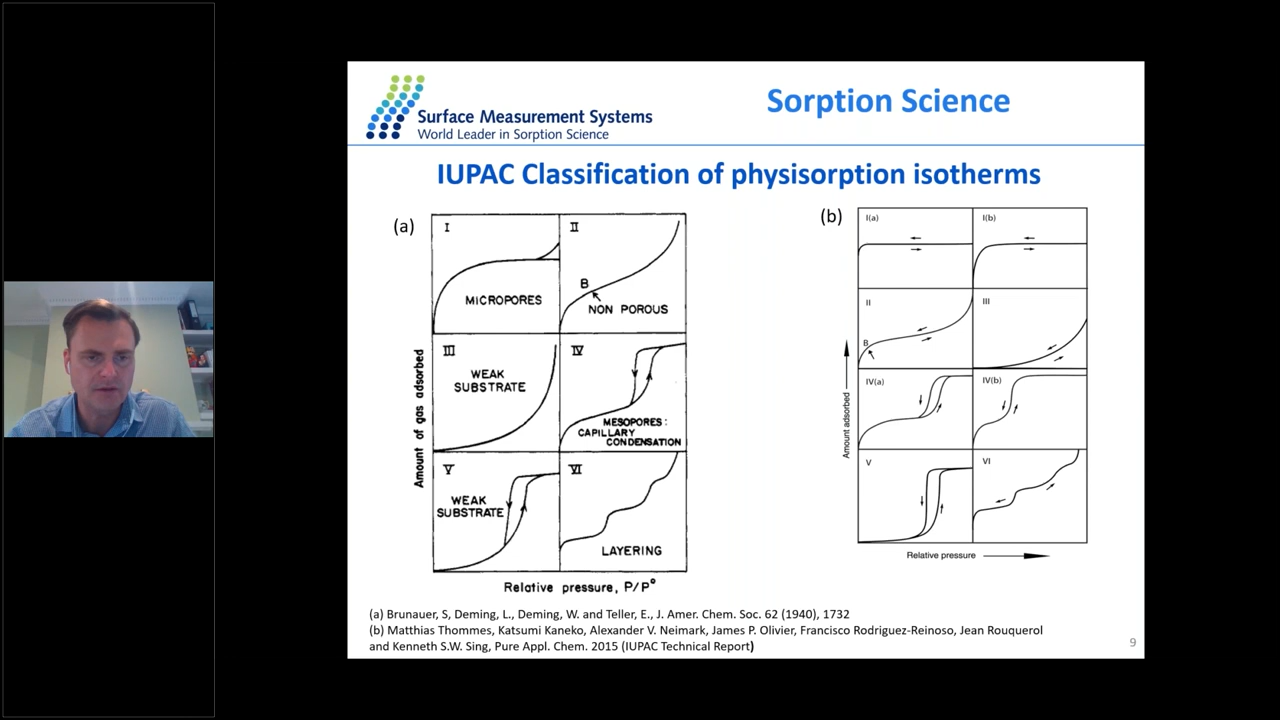 Surface Measurement Systems
World Leader in Sorption Science
Sorption Science
IUPAC Classification of physisorption isotherms
(a)
I
MICROPORES
II
B
NON POROUS
III
WEAK
SUBSTRATE
IV
MESOPORES:
CAPILLARY
CONDENSATION
V
WEAK
SUBSTRATE
VI
LAYERING
Amount of gas adsorbed
Relative pressure, P/P°
(b)
I(a)
I(b)
II
B
III
IV(a)
IV(b)
V
VI
Amount adsorbed
Relative pressure
(a) Brunauer, S, Deming, L., Deming, W. and Teller, E., J. Amer. Chem. Soc. 62 (1940), 1732
(b) Matthias Thommes, Katsumi Kaneko, Alexander V. Neimark, James P. Olivier, Francisco Rodriguez-Reinoso, Jean Rouquerol
and Kenneth S.W. Sing, Pure Appl. Chem. 2015 (IUPAC Technical Report)
9